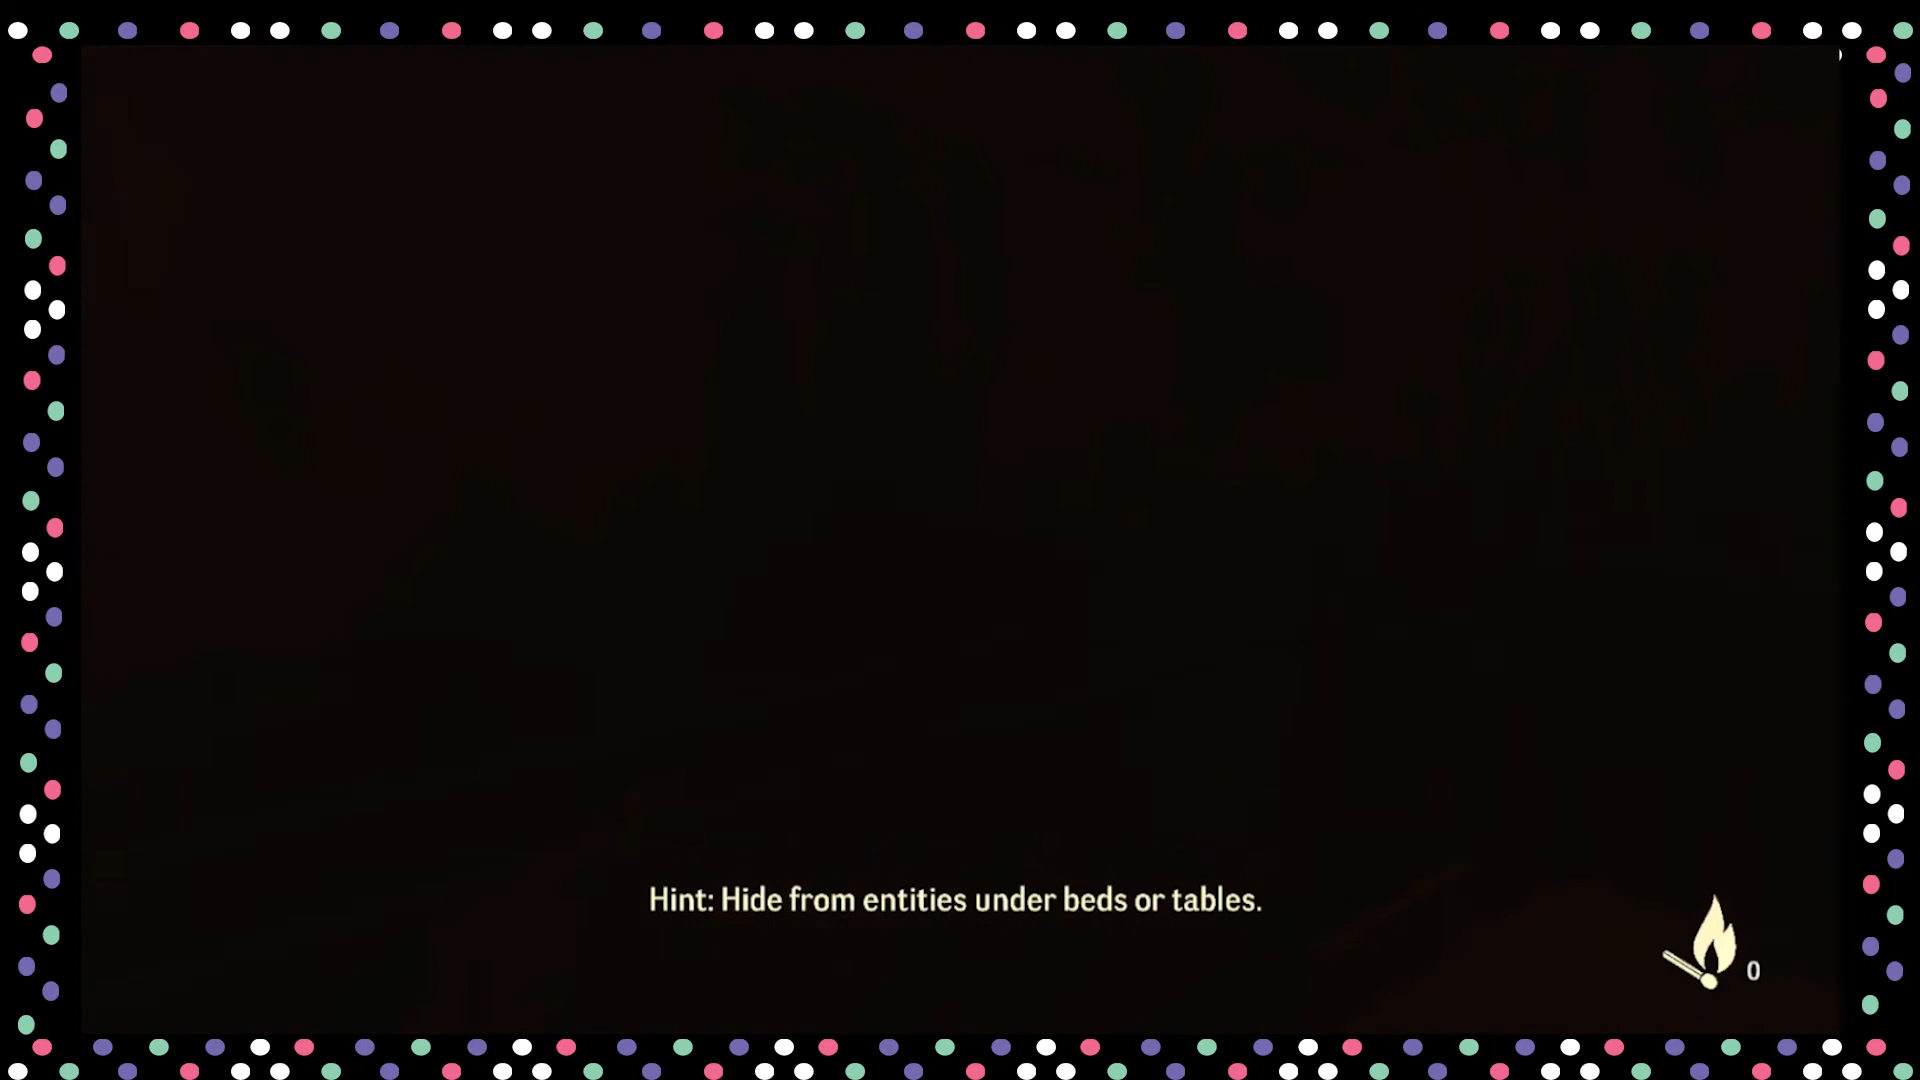 Hint: Hide from entities under beds or tables.
0